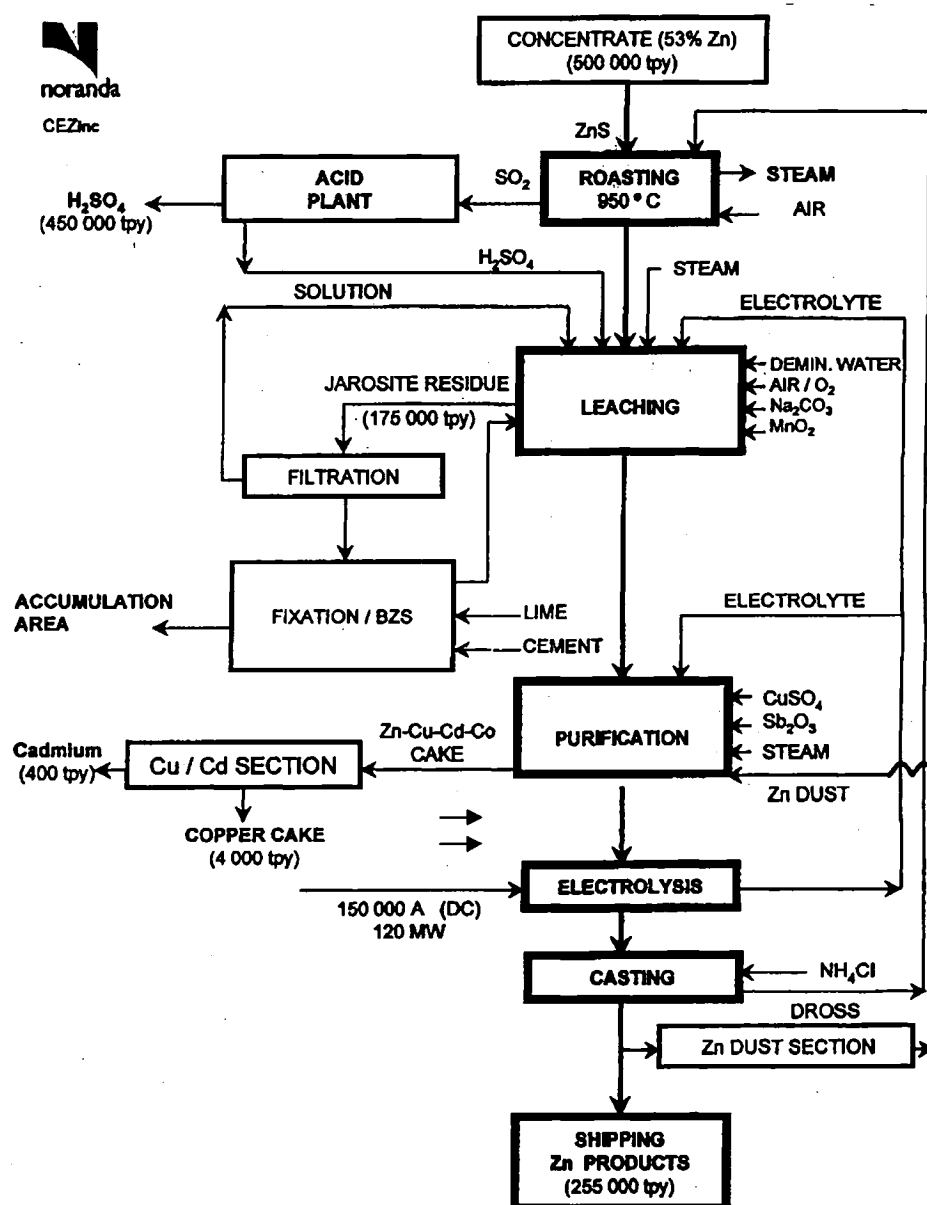 CONCENTRATE (53% Zn)
(500 000 tpy)
noranda
CEZinc
ZnS
ACID
PLANT
SO₂
ROASTING
950° C
STEAM
AIR
H₂SO₄
(450 000 tpy)
H₂SO₄
STEAM
SOLUTION
ELECTROLYTE
JAROSITE RESIDUE
(175 000 tpy)
LEACHING
DEMIN. WATER
AIR / O₂
Na₂CO₃
MnO₂
FILTRATION
ACCUMULATION
AREA
FIXATION / BZS
LIME
CEMENT
ELECTROLYTE
Zn-Cu-Cd-Co
CAKE
PURIFICATION
CuSO₄
Sb₂O₃
STEAM
Zn DUST
Cadmium
(400 tpy)
Cu / Cd SECTION
COPPER CAKE
(4 000 tpy)
ELECTROLYSIS
150 000 A (DC)
120 MW
CASTING
NH₄Cl
DROSS
Zn DUST SECTION
SHIPPING
Zn PRODUCTS
(255 000 tpy)